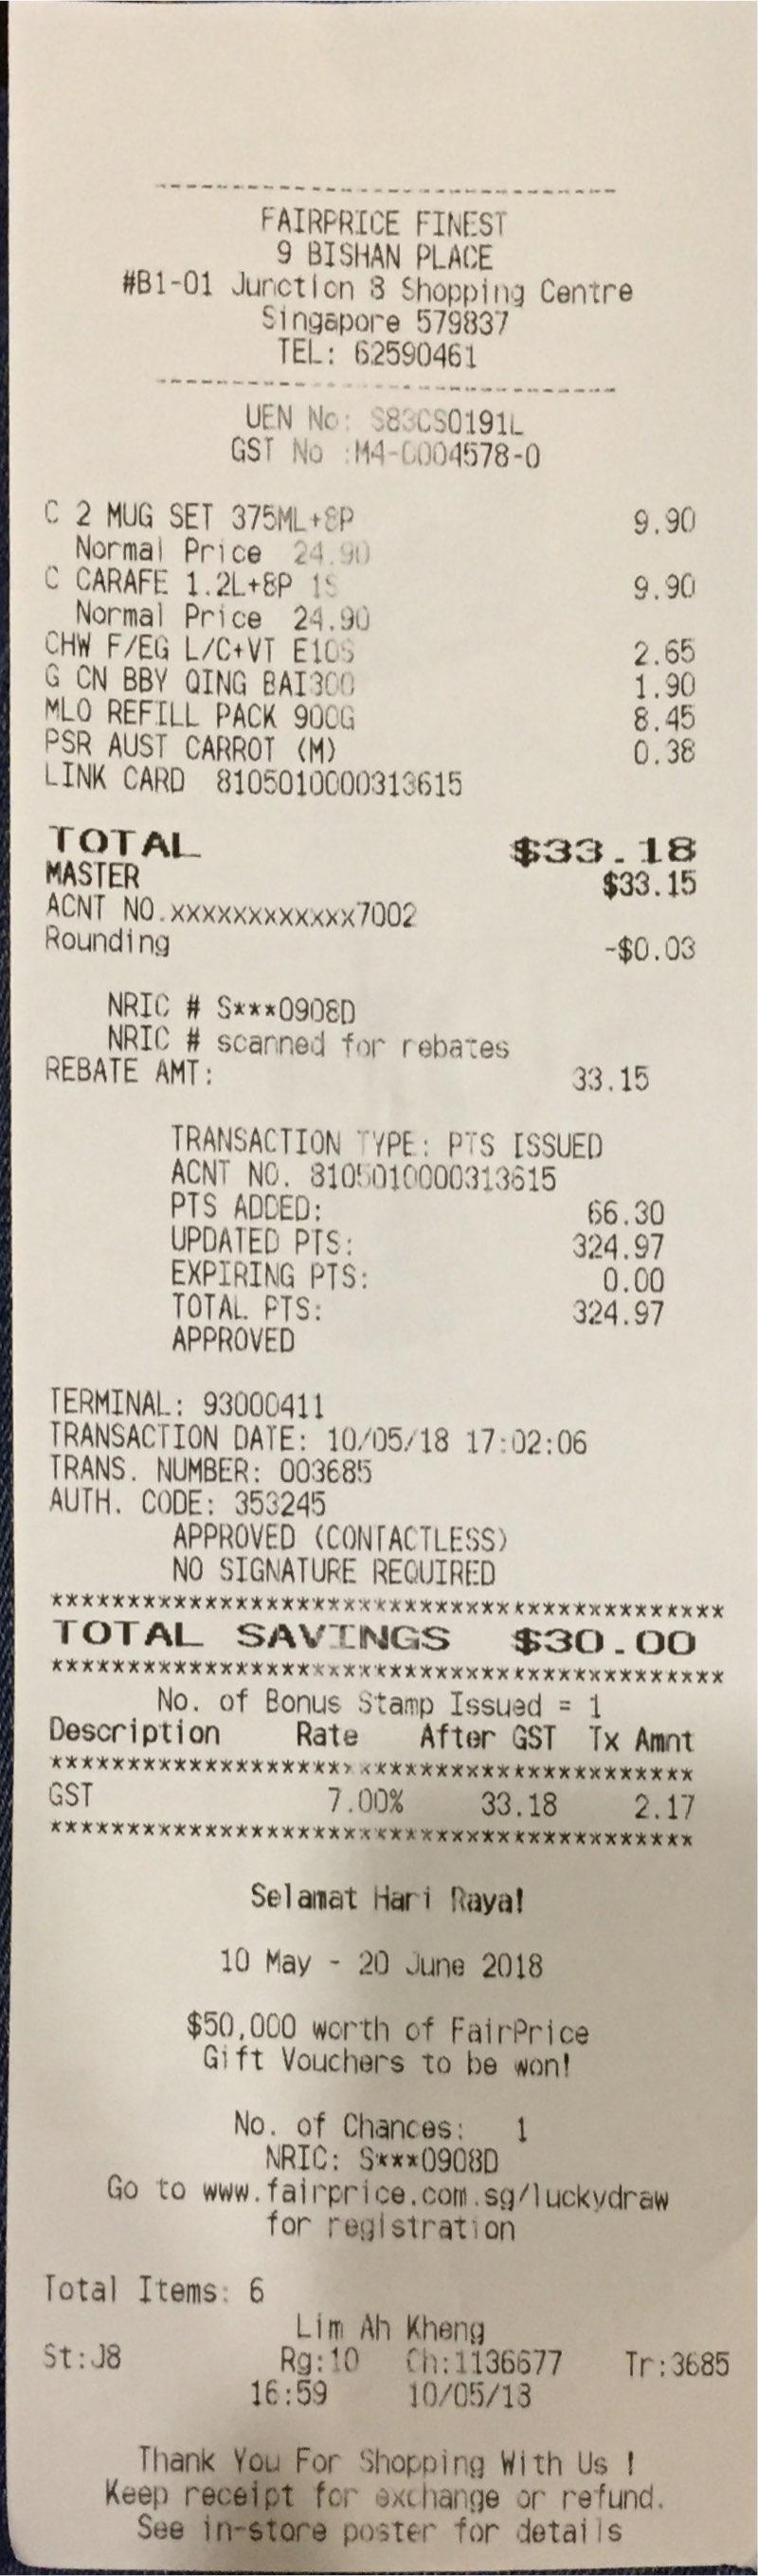 FAIRPRICE FINEST
9 BISHAN PLACE
#B1-01 Junction 8 Shopping Centre
Singapore 579837
TEL: 62590461
UEN No: S83CS0191L
GST No :M4-0004578-0
C 2 MUG SET 375ML+8P 9.90
Normal Price 24.90
C CARAFE 1.2L+8P 1S 9.90
Normal Price 24.90
CHW F/EG L/C+VT E10S 2.65
G CN BBY QING BAI300 1.90
MLO REFILL PACK 900G 8.45
PSR AUST CARROT (M) 0.38
LINK CARD 8105010000313615
TOTAL $33.18
MASTER $33.15
ACNT NO.xxxxxxxxxxxx7002
Rounding -$0.03
NRIC # S***0908D
NRIC # scanned for rebates
REBATE AMT: 33.15
TRANSACTION TYPE: PTS ISSUED
ACNT NO. 8105010000313615
PTS ADDED: 66.30
UPDATED PTS: 324.97
EXPIRING PTS: 0.00
TOTAL PTS: 324.97
APPROVED
TERMINAL: 93000411
TRANSACTION DATE: 10/05/18 17:02:06
TRANS. NUMBER: 003685
AUTH. CODE: 353245
APPROVED (CONTACTLESS)
NO SIGNATURE REQUIRED
********************************************
TOTAL SAVINGS $30.00
********************************************
No. of Bonus Stamp Issued = 1
Description Rate After GST Tx Amnt
******************************************
GST 7.00% 33.18 2.17
******************************************
Selamat Hari Raya!
10 May - 20 June 2018
$50,000 worth of FairPrice
Gift Vouchers to be won!
No. of Chances: 1
NRIC: S***0908D
Go to www.fairprice.com.sg/luckydraw
for registration
Total Items: 6
Lim Ah Kheng
St:J8 Rg:10 Ch:1136677 Tr:3685
16:59 10/05/18
Thank You For Shopping With Us !
Keep receipt for exchange or refund.
See in-store poster for details